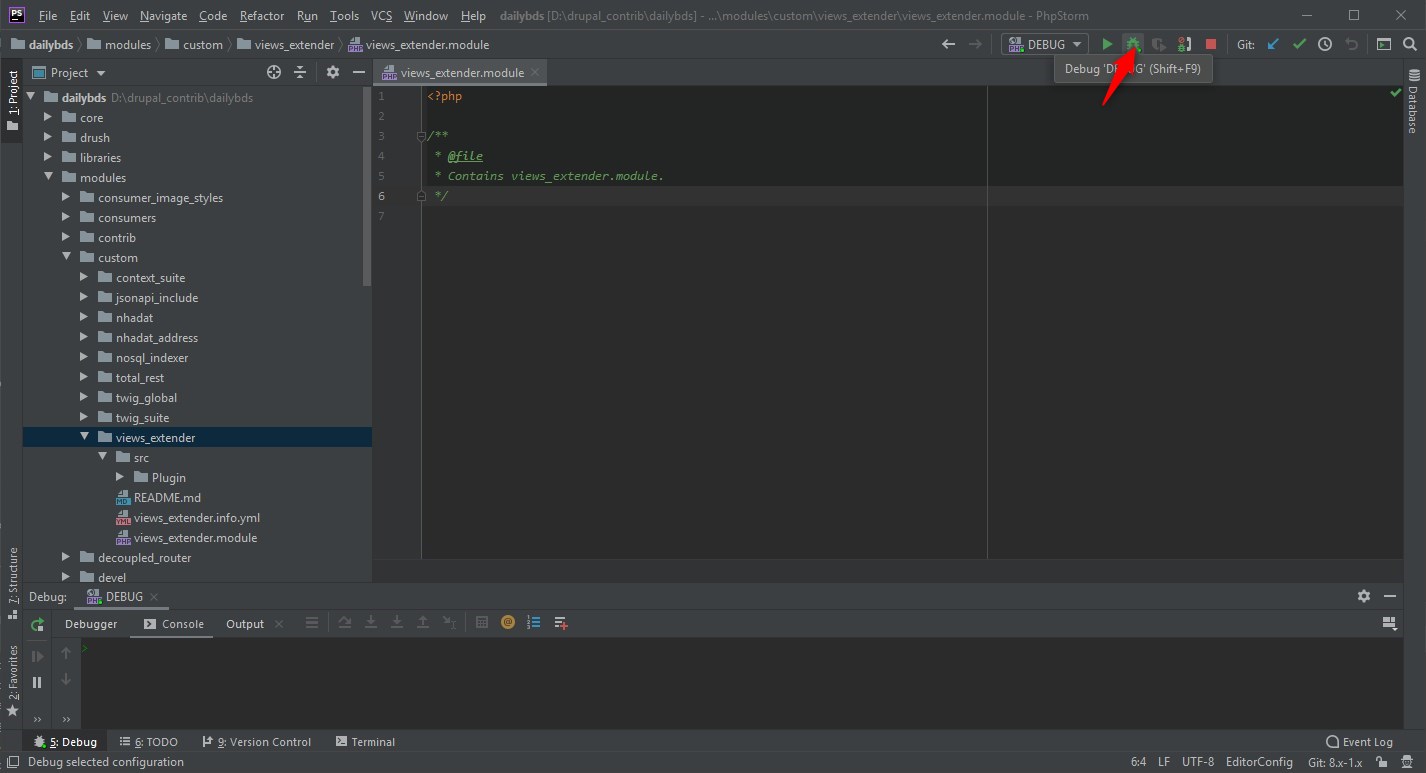 PS File Edit View Navigate Code Refactor Run Tools VCS Window Help dailybds [D:\drupal_contrib\dailybds] - ...\modules\custom\views_extender\views_extender.module - PhpStorm
dailybds modules custom views_extender views_extender.module DEBUG Git:
Debug 'DEBUG' (Shift+F9)
1: Project
Project
views_extender.module
Database
dailybds D:\drupal_contrib\dailybds
core
drush
libraries
modules
consumer_image_styles
consumers
contrib
custom
context_suite
jsonapi_include
nhadat
nhadat_address
nosql_indexer
total_rest
twig_global
twig_suite
views_extender
src
Plugin
README.md
views_extender.info.yml
views_extender.module
decoupled_router
devel
1 <?php
2
3 /**
4 * @file
5 * Contains views_extender.module.
6 */
7
7: Structure
2: Favorites
Debug: DEBUG
Debugger Console Output
>
5: Debug 6: TODO 9: Version Control Terminal Event Log
Debug selected configuration 6:4 LF UTF-8 EditorConfig Git: 8.x-1.x